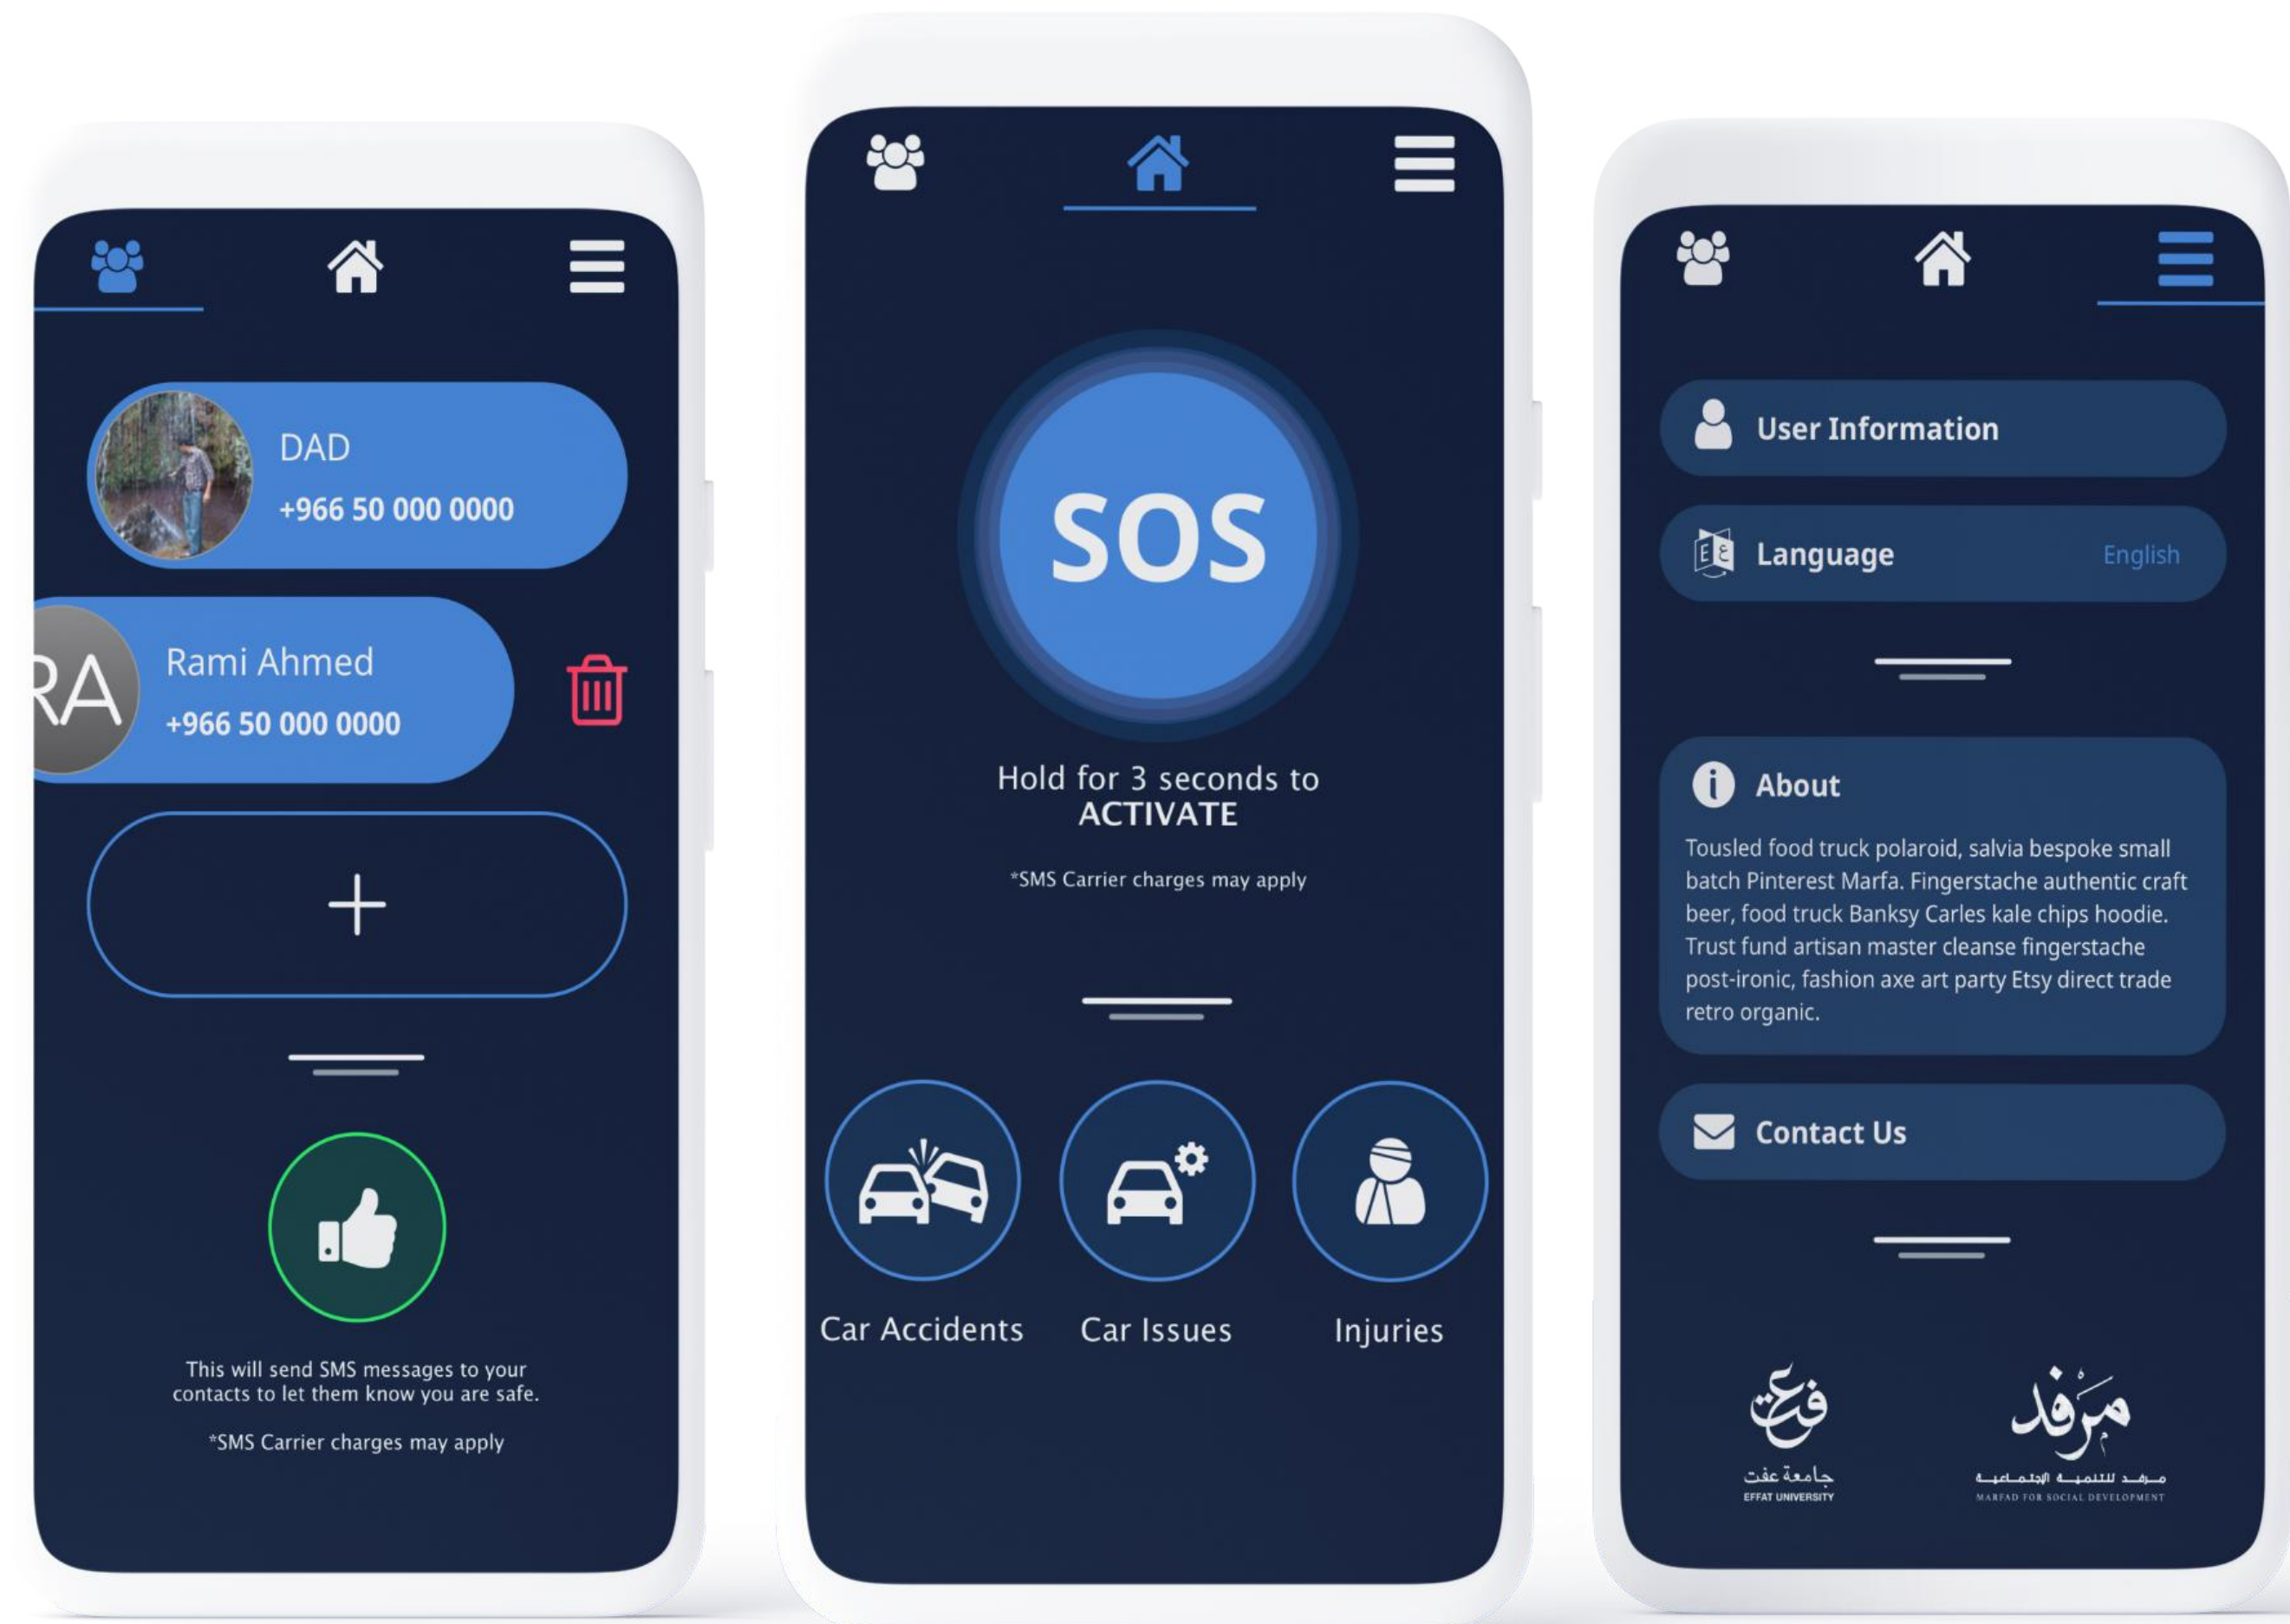 DAD
+966 50 000 0000
RA
Rami Ahmed
+966 50 000 0000
This will send SMS messages to your
contacts to let them know you are safe.
*SMS Carrier charges may apply
SOS
Hold for 3 seconds to
ACTIVATE
*SMS Carrier charges may apply
Car Accidents
Car Issues
Injuries
User Information
E ع
Language
English
i
About
Tousled food truck polaroid, salvia bespoke small
batch Pinterest Marfa. Fingerstache authentic craft
beer, food truck Banksy Carles kale chips hoodie.
Trust fund artisan master cleanse fingerstache
post-ironic, fashion axe art party Etsy direct trade
retro organic.
Contact Us
عفت
جامعة عفت
EFFAT UNIVERSITY
مَرْفد
مرفد للتنمية الاجتماعية
MARFAD FOR SOCIAL DEVELOPMENT